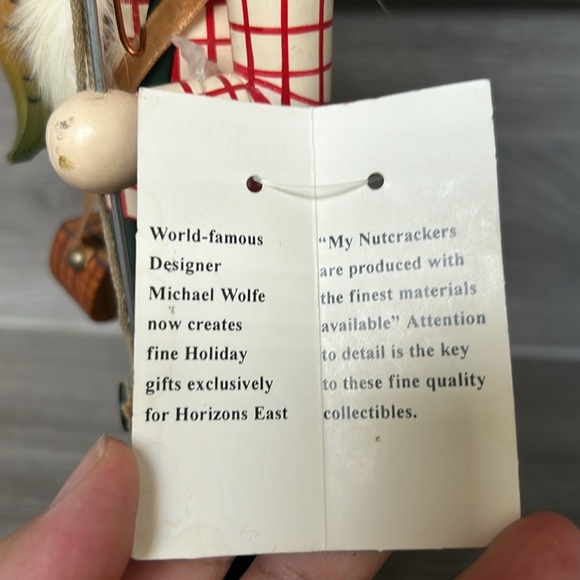 World-famous
Designer
Michael Wolfe
now creates
fine Holiday
gifts exclusively
for Horizons East
“My Nutcrackers
are produced with
the finest materials
available” Attention
to detail is the key
to these fine quality
collectibles.